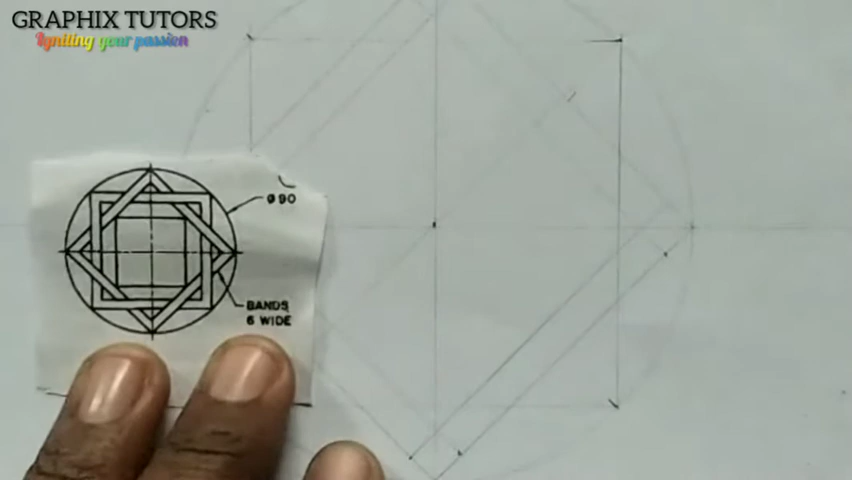 GRAPHIX TUTORS
Igniting your passion
Ø90
BANDS
6 WIDE